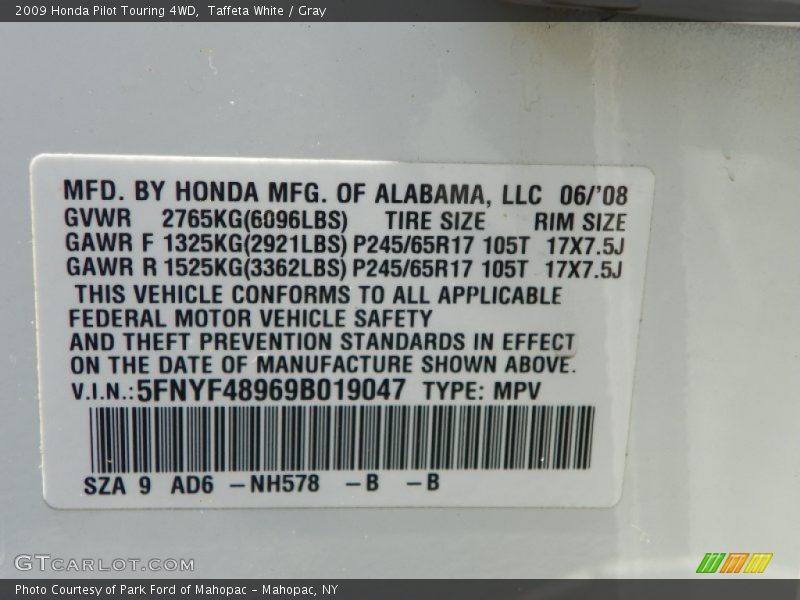 2009 Honda Pilot Touring 4WD, Taffeta White / Gray
MFD. BY HONDA MFG. OF ALABAMA, LLC 06/'08
GVWR 2765KG(6096LBS) TIRE SIZE RIM SIZE
GAWR F 1325KG(2921LBS) P245/65R17 105T 17X7.5J
GAWR R 1525KG(3362LBS) P245/65R17 105T 17X7.5J
THIS VEHICLE CONFORMS TO ALL APPLICABLE
FEDERAL MOTOR VEHICLE SAFETY
AND THEFT PREVENTION STANDARDS IN EFFECT
ON THE DATE OF MANUFACTURE SHOWN ABOVE.
V.I.N.:5FNYF48969B019047 TYPE: MPV
SZA 9 AD6 -NH578 -B -B
GTCARLOT.COM
Photo Courtesy of Park Ford of Mahopac - Mahopac, NY